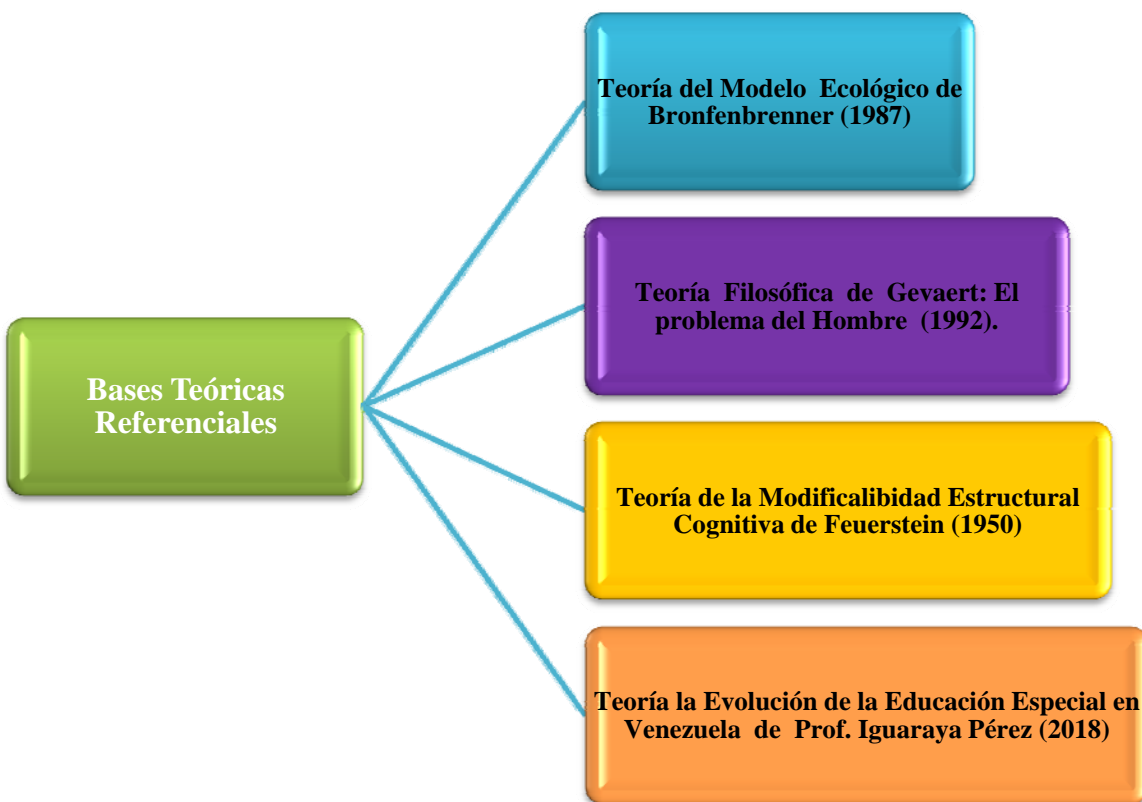 Teoría del Modelo Ecológico de
Bronfenbrenner (1987)
Teoría Filosófica de Gevaert: El
problema del Hombre (1992).
Bases Teóricas
Referenciales
Teoría de la Modificalibidad Estructural
Cognitiva de Feuerstein (1950)
Teoría la Evolución de la Educación Especial en
Venezuela de Prof. Iguaraya Pérez (2018)